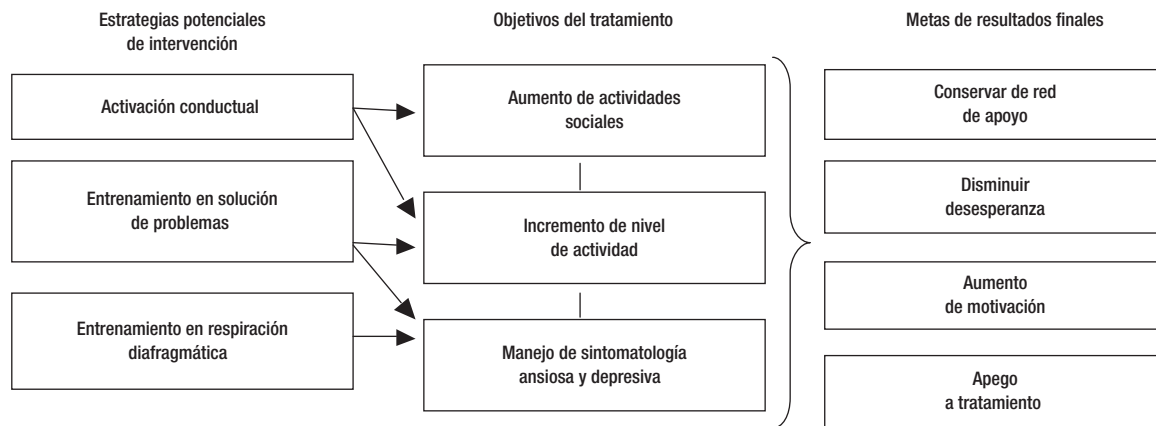 Estrategias potenciales
de intervención
Activación conductual
Entrenamiento en solución
de problemas
Entrenamiento en respiración
diafragmática
Objetivos del tratamiento
Aumento de actividades
sociales
Incremento de nivel
de actividad
Manejo de sintomatología
ansiosa y depresiva
Metas de resultados finales
Conservar de red
de apoyo
Disminuir
desesperanza
Aumento
de motivación
Apego
a tratamiento